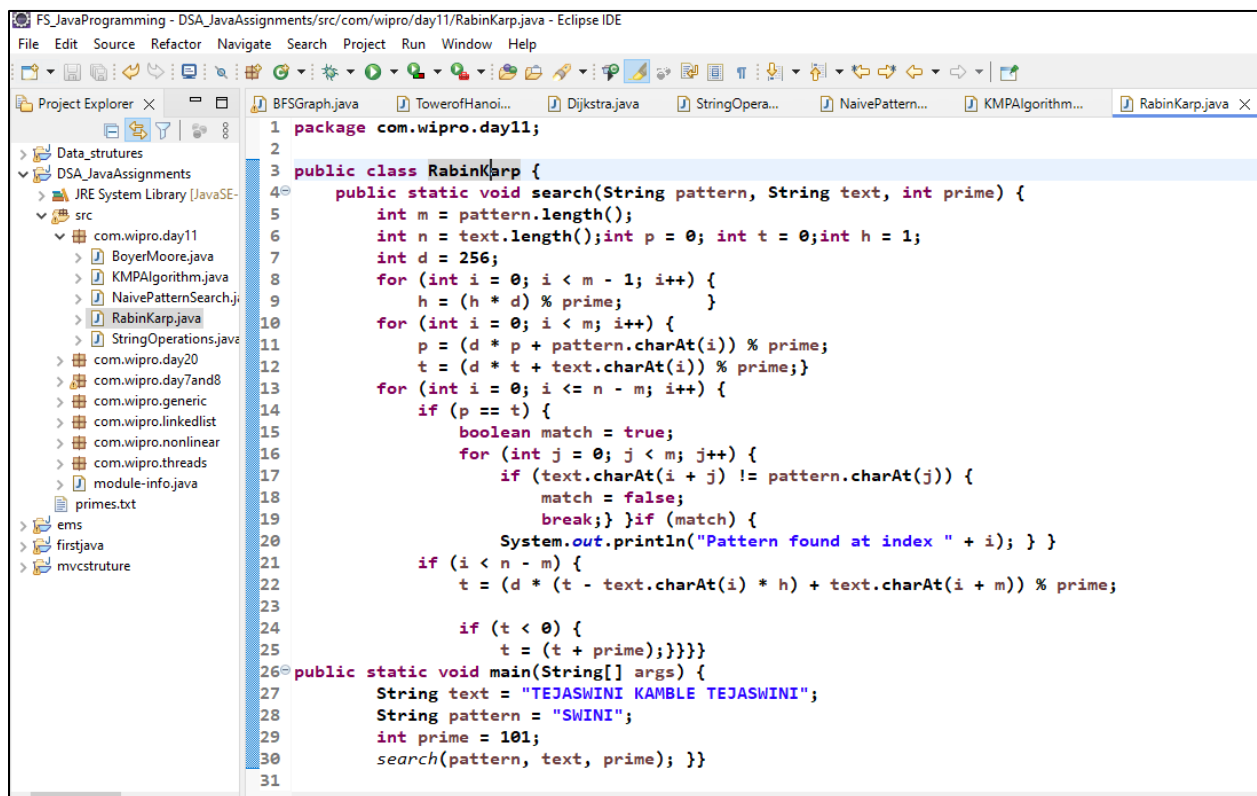 FS_JavaProgramming - DSA_JavaAssignments/src/com/wipro/day11/RabinKarp.java - Eclipse IDE
File Edit Source Refactor Navigate Search Project Run Window Help
Project Explorer
BFSGraph.java TowerofHanoi... Dijkstra.java StringOpera... NaivePattern... KMPAlgorithm... RabinKarp.java
Data_strutures
DSA_JavaAssignments
JRE System Library [JavaSE-
src
com.wipro.day11
BoyerMoore.java
KMPAlgorithm.java
NaivePatternSearch.ja
RabinKarp.java
StringOperations.java
com.wipro.day20
com.wipro.day7and8
com.wipro.generic
com.wipro.linkedlist
com.wipro.nonlinear
com.wipro.threads
module-info.java
primes.txt
ems
firstjava
mvcstruture
1 package com.wipro.day11;
2
3 public class RabinKarp {
4 public static void search(String pattern, String text, int prime) {
5 int m = pattern.length();
6 int n = text.length();int p = 0; int t = 0;int h = 1;
7 int d = 256;
8 for (int i = 0; i < m - 1; i++) {
9 h = (h * d) % prime; }
10 for (int i = 0; i < m; i++) {
11 p = (d * p + pattern.charAt(i)) % prime;
12 t = (d * t + text.charAt(i)) % prime;}
13 for (int i = 0; i <= n - m; i++) {
14 if (p == t) {
15 boolean match = true;
16 for (int j = 0; j < m; j++) {
17 if (text.charAt(i + j) != pattern.charAt(j)) {
18 match = false;
19 break;} }if (match) {
20 System.out.println("Pattern found at index " + i); } }
21 if (i < n - m) {
22 t = (d * (t - text.charAt(i) * h) + text.charAt(i + m)) % prime;
23
24 if (t < 0) {
25 t = (t + prime);}}}}
26 public static void main(String[] args) {
27 String text = "TEJASWINI KAMBLE TEJASWINI";
28 String pattern = "SWINI";
29 int prime = 101;
30 search(pattern, text, prime); }}
31